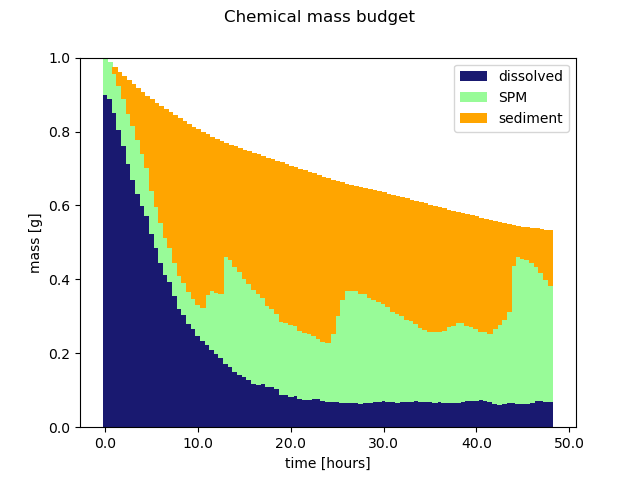 Chemical mass budget
1.0
0.8
0.6
0.4
0.2
0.0
mass [g]
dissolved
SPM
sediment
0.0 10.0 20.0 30.0 40.0 50.0
time [hours]